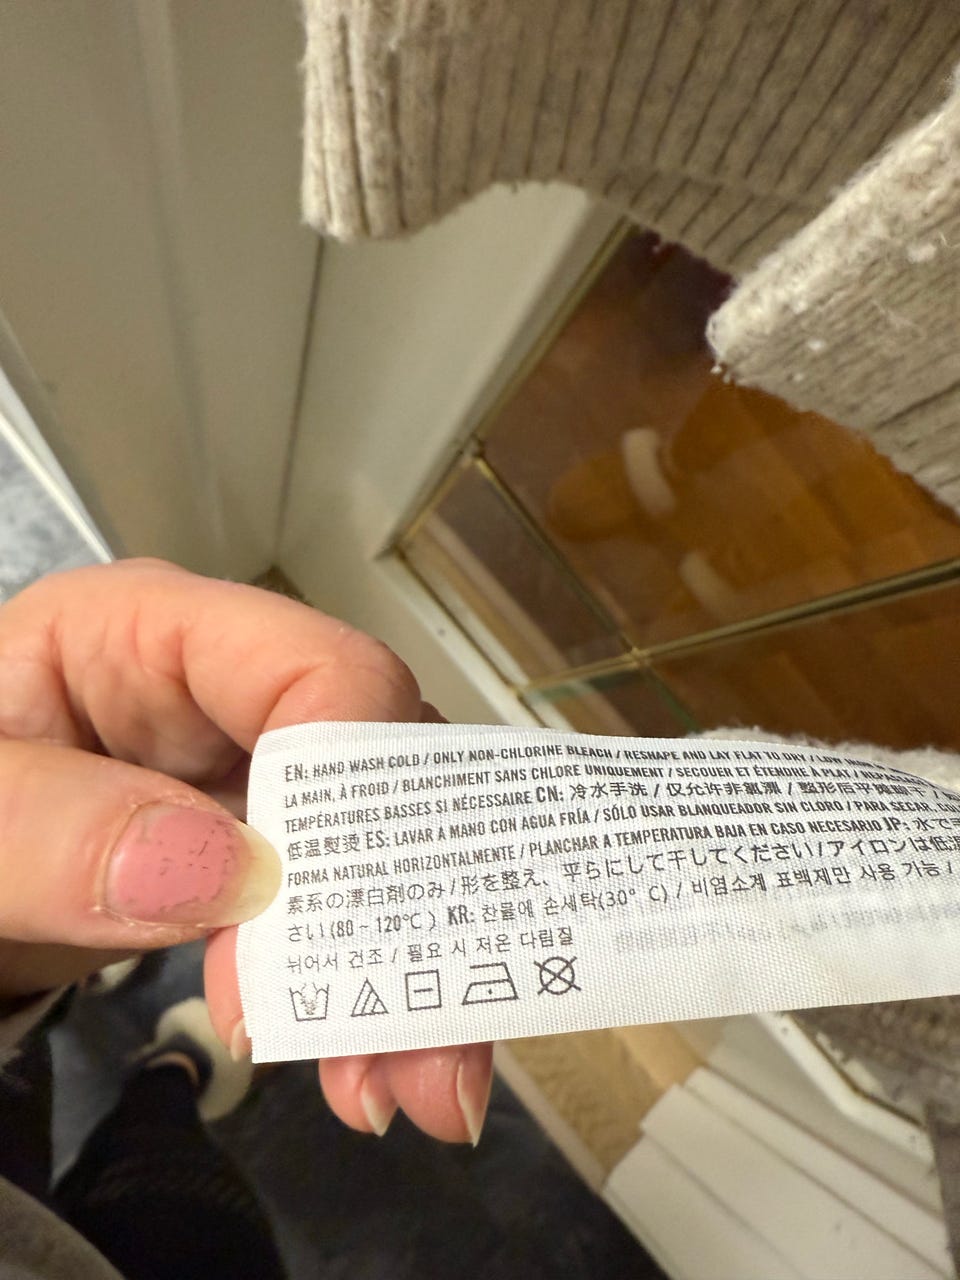 EN: HAND WASH COLD / ONLY NON-CHLORINE BLEACH / RESHAPE AND LAY FLAT TO DRY / LOW
LA MAIN, À FROID / BLANCHIMENT SANS CHLORE UNIQUEMENT / SECOUER ET ÉTENDRE À PLAT /
TEMPÉRATURES BASSES SI NÉCESSAIRE CN: 冷水手洗 / 仅允许非氯漂 / 整形后平摊晾干 /
低温熨烫 ES: LAVAR A MANO CON AGUA FRÍA / SÓLO USAR BLANQUEADOR SIN CLORO / PARA SECAR,
FORMA NATURAL HORIZONTALMENTE / PLANCHAR A TEMPERATURA BAJA EN CASO NECESARIO JP: 水で
素系の漂白剤のみ / 形を整え、平らにして干してください / アイロンは低温
さい (80 ~ 120℃ ) KR: 찬물에 손세탁(30° C) / 비염소계 표백제만 사용 가능 /
뉘어서 건조 / 필요 시 저온 다림질